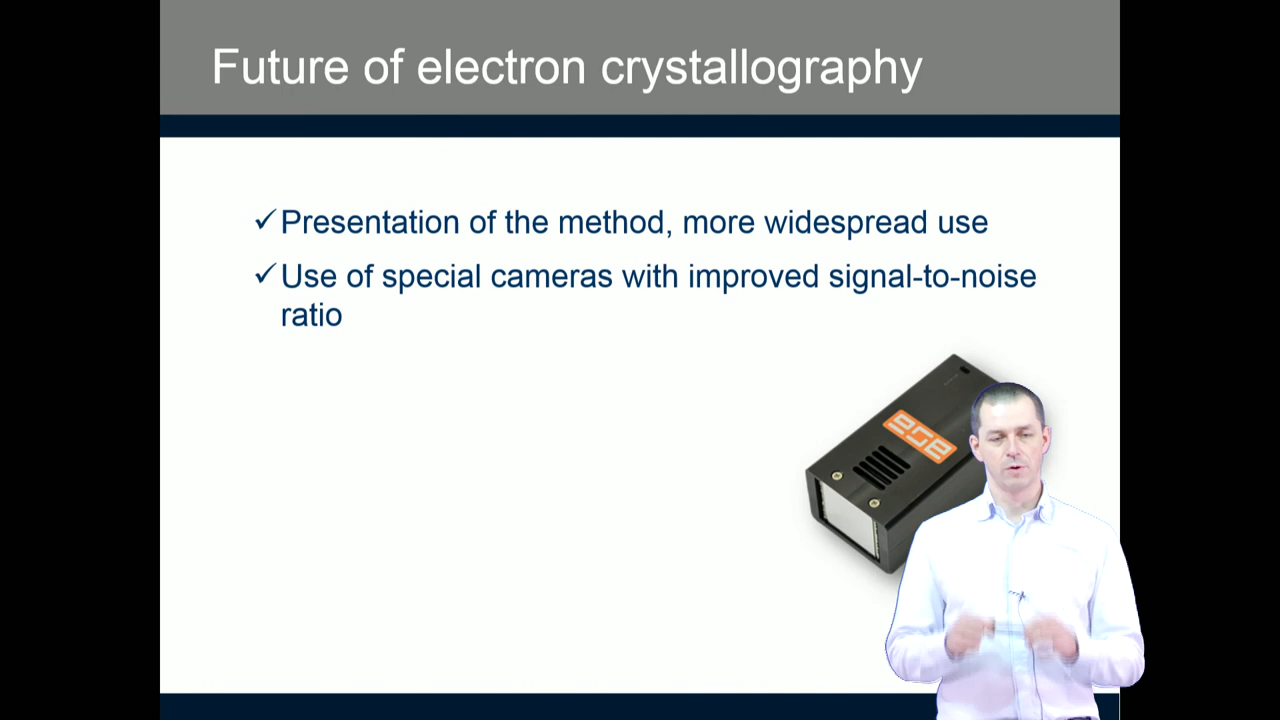 Future of electron crystallography
✓Presentation of the method, more widespread use
✓Use of special cameras with improved signal-to-noise
ratio